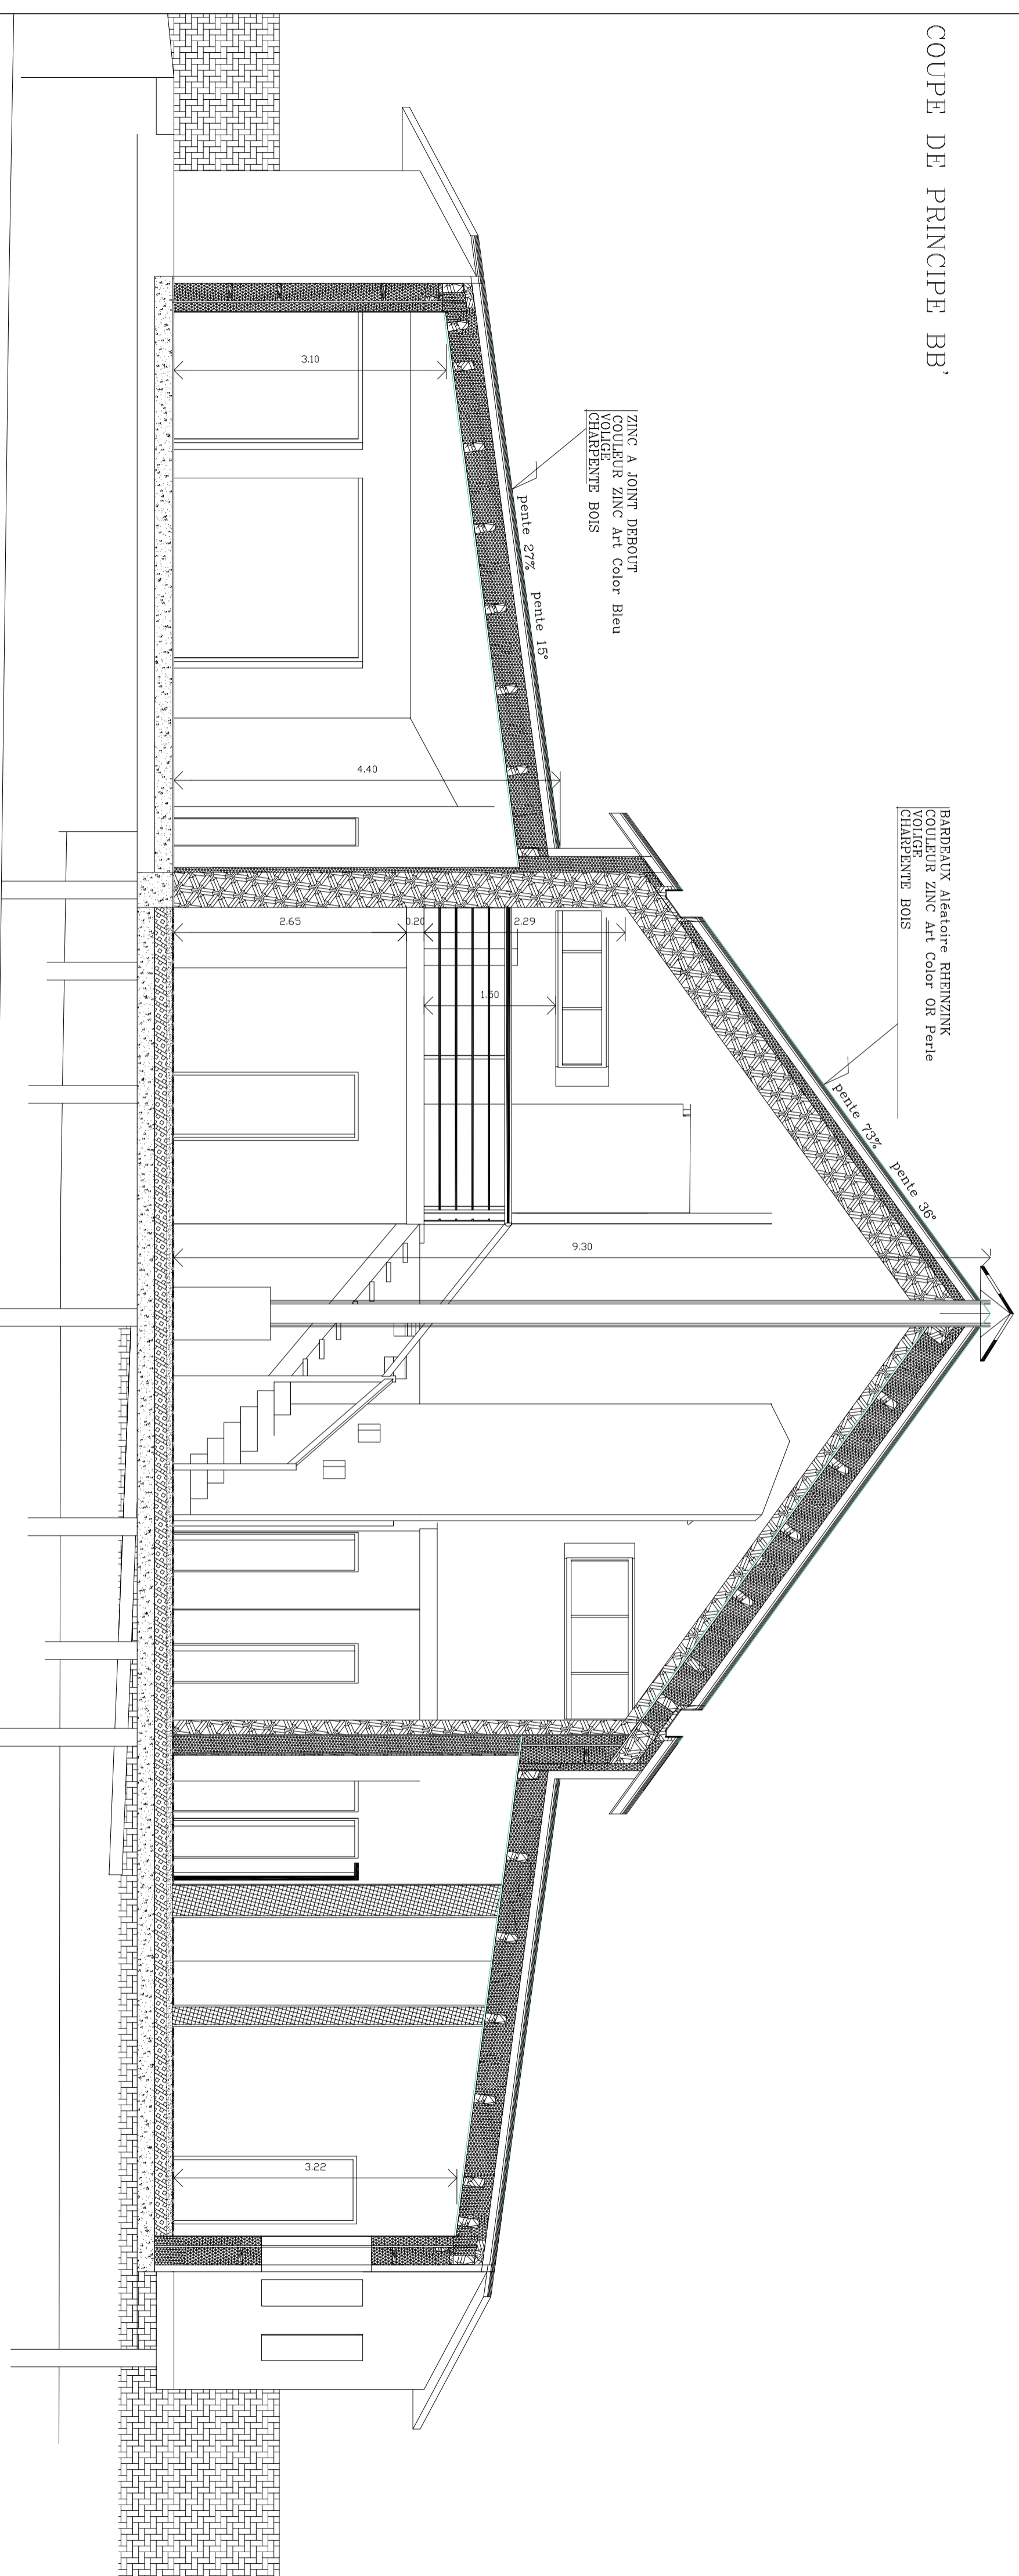 COUPE DE PRINCIPE BB'
BARDEAUX Aléatoire RHEINZINK
COULEUR ZINC Art Color OR Perle
VOLIGE
CHARPENTE BOIS
pente 73% pente 36°
ZINC A JOINT DEBOUT
COULEUR ZINC Art Color Bleu
VOLIGE
CHARPENTE BOIS
pente 27% pente 15°
3.10
4.40
2.29
0.20
2.65
1.50
9.30
3.22